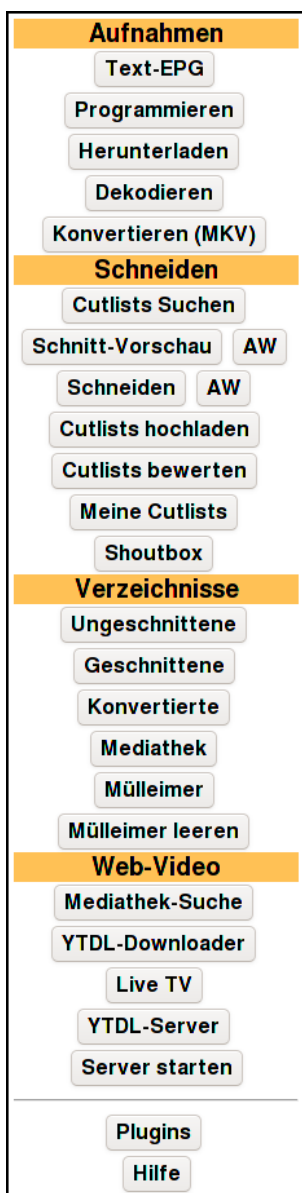 Aufnahmen
Text-EPG
Programmieren
Herunterladen
Dekodieren
Konvertieren (MKV)
Schneiden
Cutlists Suchen
Schnitt-Vorschau AW
Schneiden AW
Cutlists hochladen
Cutlists bewerten
Meine Cutlists
Shoutbox
Verzeichnisse
Ungeschnittene
Geschnittene
Konvertierte
Mediathek
Mülleimer
Mülleimer leeren
Web-Video
Mediathek-Suche
YTDL-Downloader
Live TV
YTDL-Server
Server starten
Plugins
Hilfe